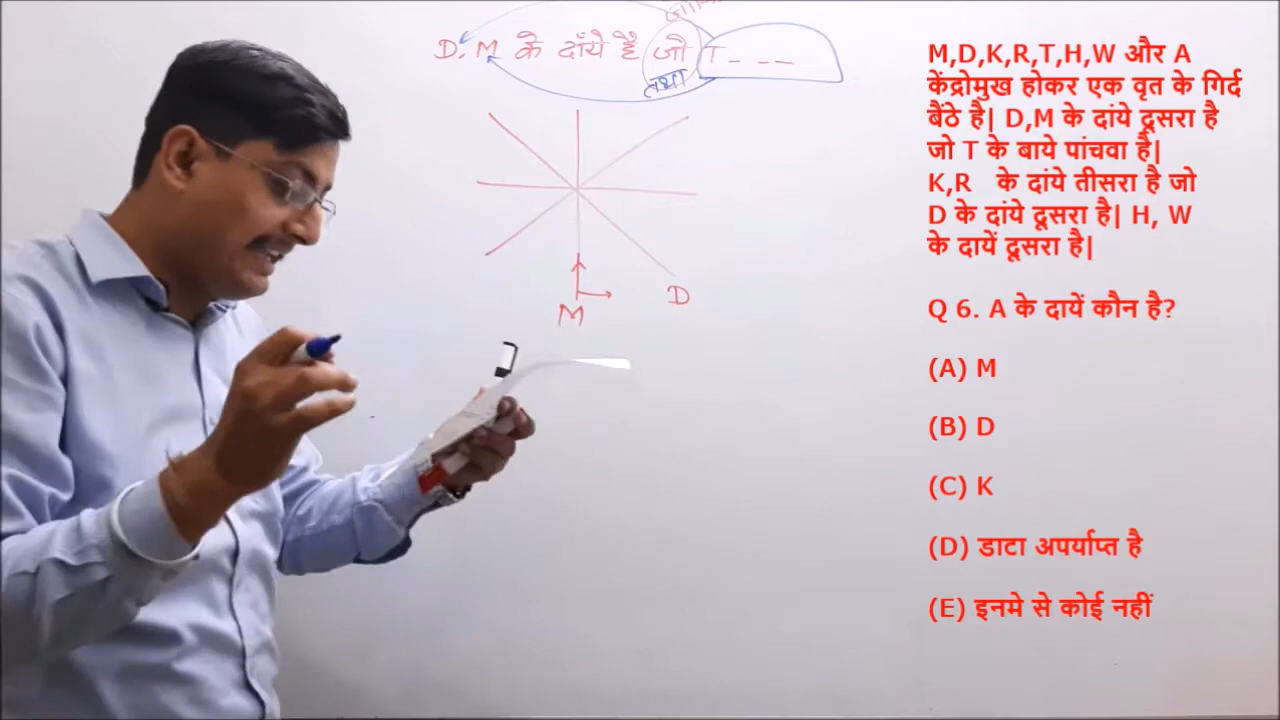 D, M के दाँये है जो T _ _ _
तथा
M
D
M,D,K,R,T,H,W और A
केंद्रोमुख होकर एक वृत के गिर्द
बैठे है| D,M के दांये दूसरा है
जो T के बाये पांचवा है|
K,R के दांये तीसरा है जो
D के दांये दूसरा है| H, W
के दायें दूसरा है|
Q 6. A के दायें कौन है?
(A) M
(B) D
(C) K
(D) डाटा अपर्याप्त है
(E) इनमे से कोई नहीं